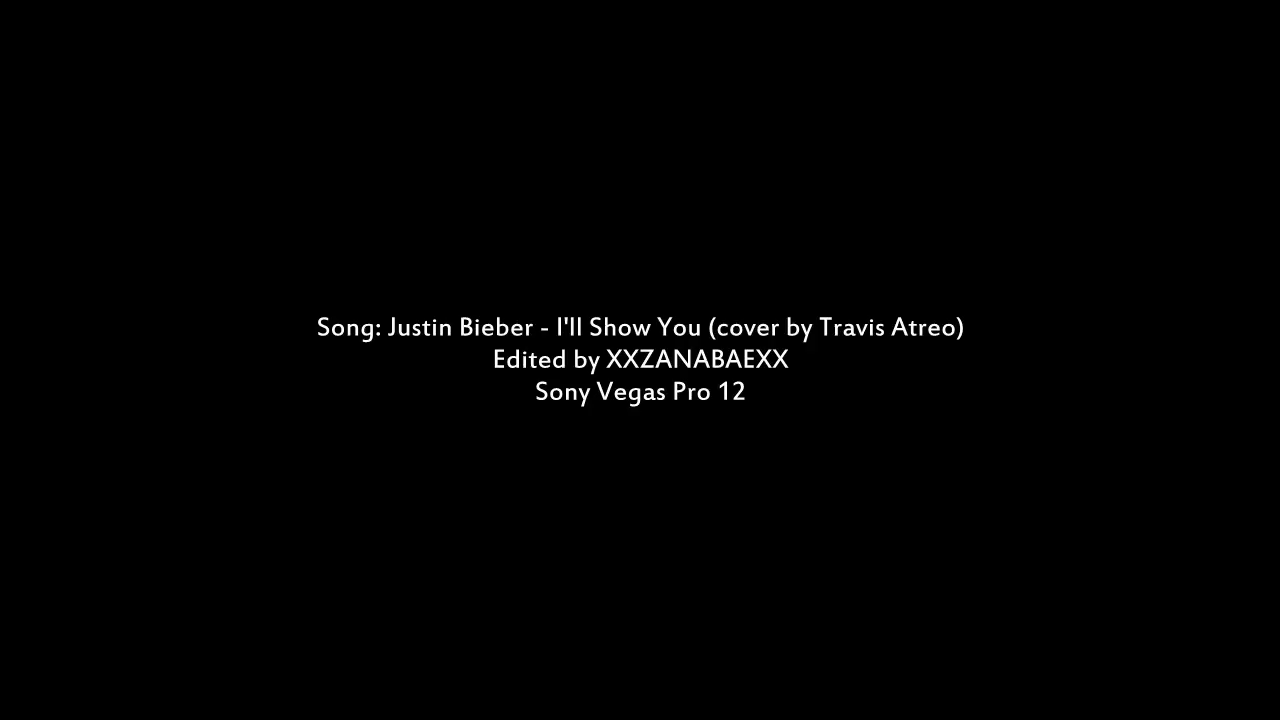 Song: Justin Bieber - I'll Show You (cover by Travis Atreo)
Edited by XXZANABAEXX
Sony Vegas Pro 12